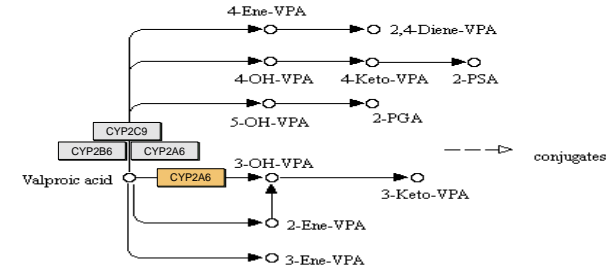 4-Ene-VPA
2,4-Diene-VPA
4-OH-VPA
4-Keto-VPA
2-PSA
5-OH-VPA
2-PGA
CYP2C9
CYP2B6
CYP2A6
conjugates
3-OH-VPA
Valproic acid
CYP2A6
3-Keto-VPA
2-Ene-VPA
3-Ene-VPA